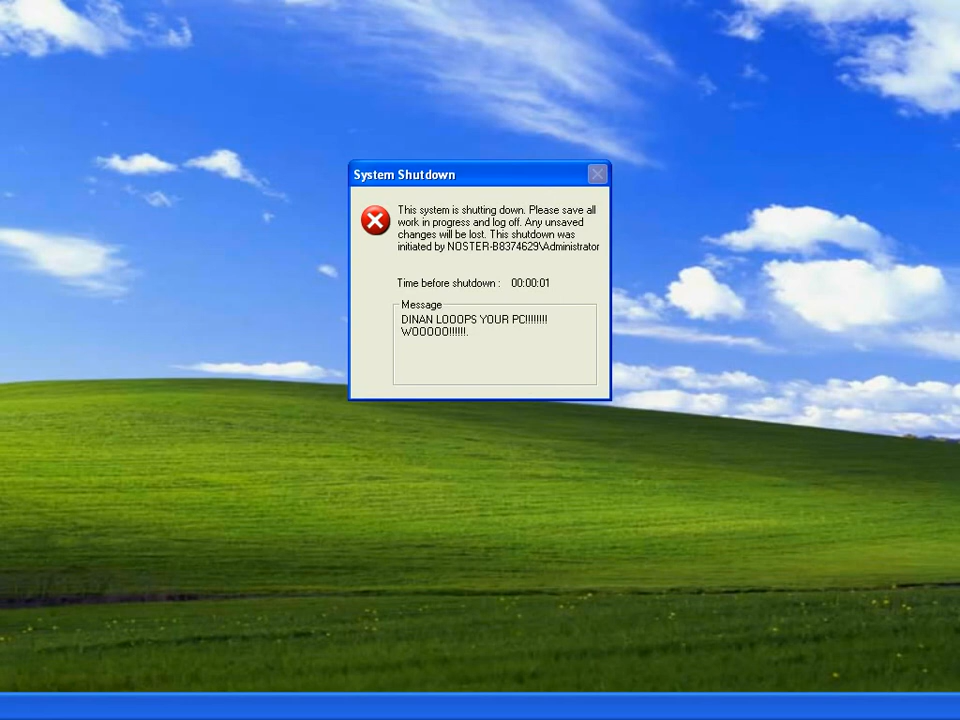 System Shutdown
This system is shutting down. Please save all
work in progress and log off. Any unsaved
changes will be lost. This shutdown was
initiated by NOSTER-B8374629\Administrator
Time before shutdown : 00:00:01
Message
DINAN LOOOPS YOUR PC!!!!!!!!
WOOOOO!!!!!!.